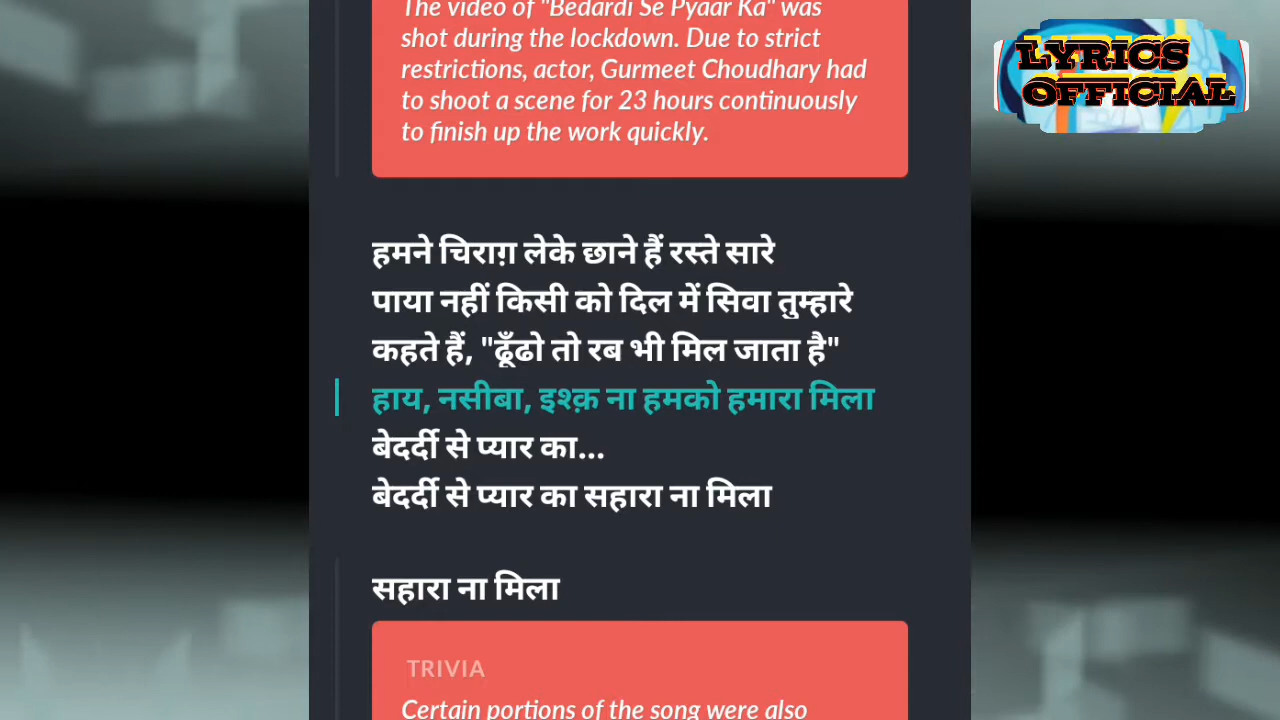 The video of "Bedardi Se Pyaar Ka" was
shot during the lockdown. Due to strict
restrictions, actor, Gurmeet Choudhary had
to shoot a scene for 23 hours continuously
to finish up the work quickly.
LYRICS
OFFICIAL
हमने चिराग़ लेके छाने हैं रस्ते सारे
पाया नहीं किसी को दिल में सिवा तुम्हारे
कहते हैं, "ढूँढो तो रब भी मिल जाता है"
हाय, नसीबा, इश्क़ ना हमको हमारा मिला
बेदर्दी से प्यार का...
बेदर्दी से प्यार का सहारा ना मिला
सहारा ना मिला
TRIVIA
Certain portions of the song were also